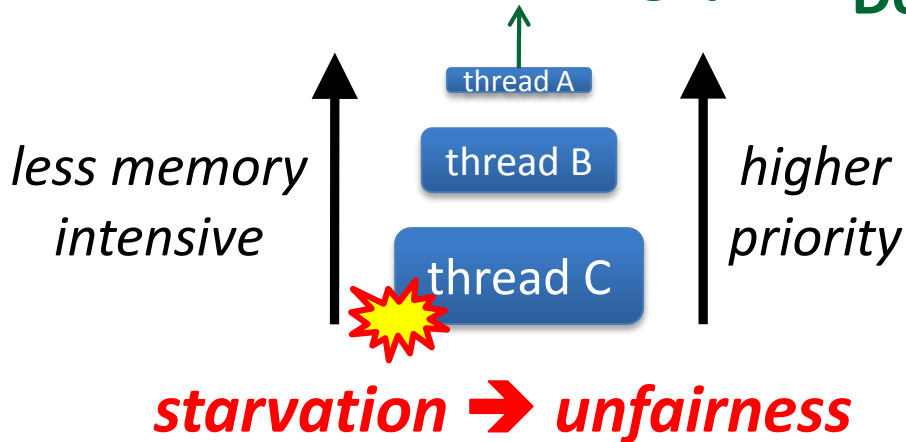 thread A
less memory
intensive
thread B
higher
priority
thread C
starvation ➔ unfairness